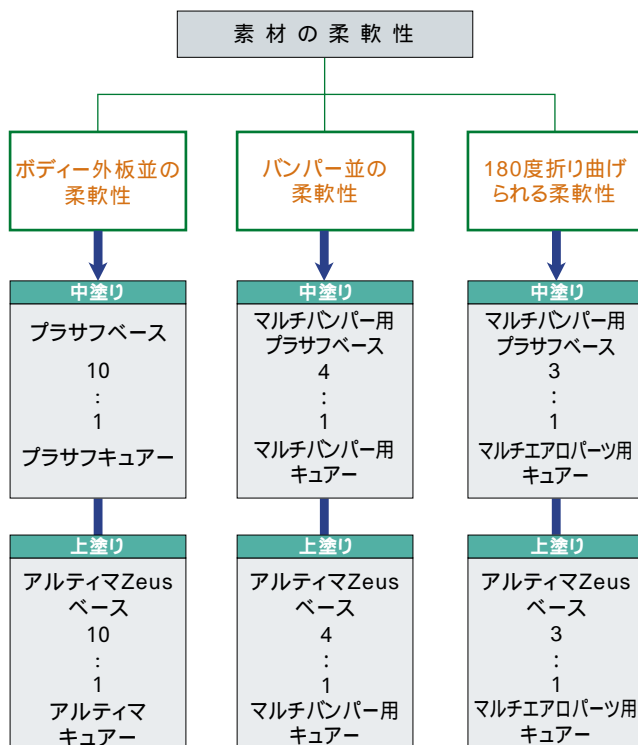 素材の柔軟性
ボディー外板並の
柔軟性
中塗り
プラサフベース
10
:
1
プラサフキュアー
上塗り
アルティマZeus
ベース
10
:
1
アルティマ
キュアー
バンパー並の
柔軟性
中塗り
マルチバンパー用
プラサフベース
4
:
1
マルチバンパー用
キュアー
上塗り
アルティマZeus
ベース
4
:
1
マルチバンパー用
キュアー
180度折り曲げ
られる柔軟性
中塗り
マルチバンパー用
プラサフベース
3
:
1
マルチエアロパーツ用
キュアー
上塗り
アルティマZeus
ベース
3
:
1
マルチエアロパーツ用
キュアー